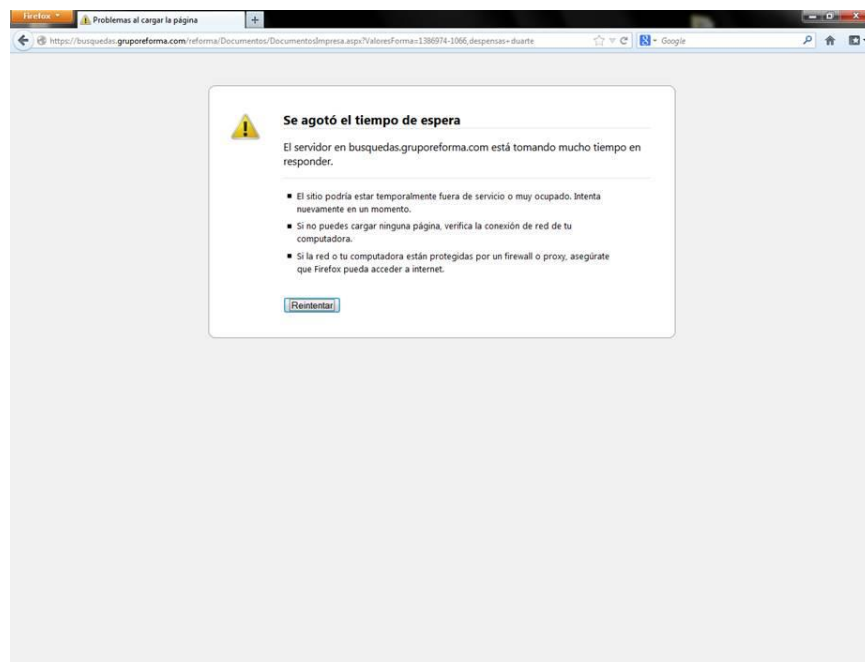 Firefox
Problemas al cargar la página
https://busquedas.gruporeforma.com/reforma/Documentos/DocumentosImpresa.aspx?ValoresForma=1386974-1066,despensas+duarte
Google
Se agotó el tiempo de espera
El servidor en busquedas.gruporeforma.com está tomando mucho tiempo en
responder.
El sitio podría estar temporalmente fuera de servicio o muy ocupado. Intenta
nuevamente en un momento.
Si no puedes cargar ninguna página, verifica la conexión de red de tu
computadora.
Si la red o tu computadora están protegidas por un firewall o proxy, asegúrate
que Firefox pueda acceder a internet.
Reintentar